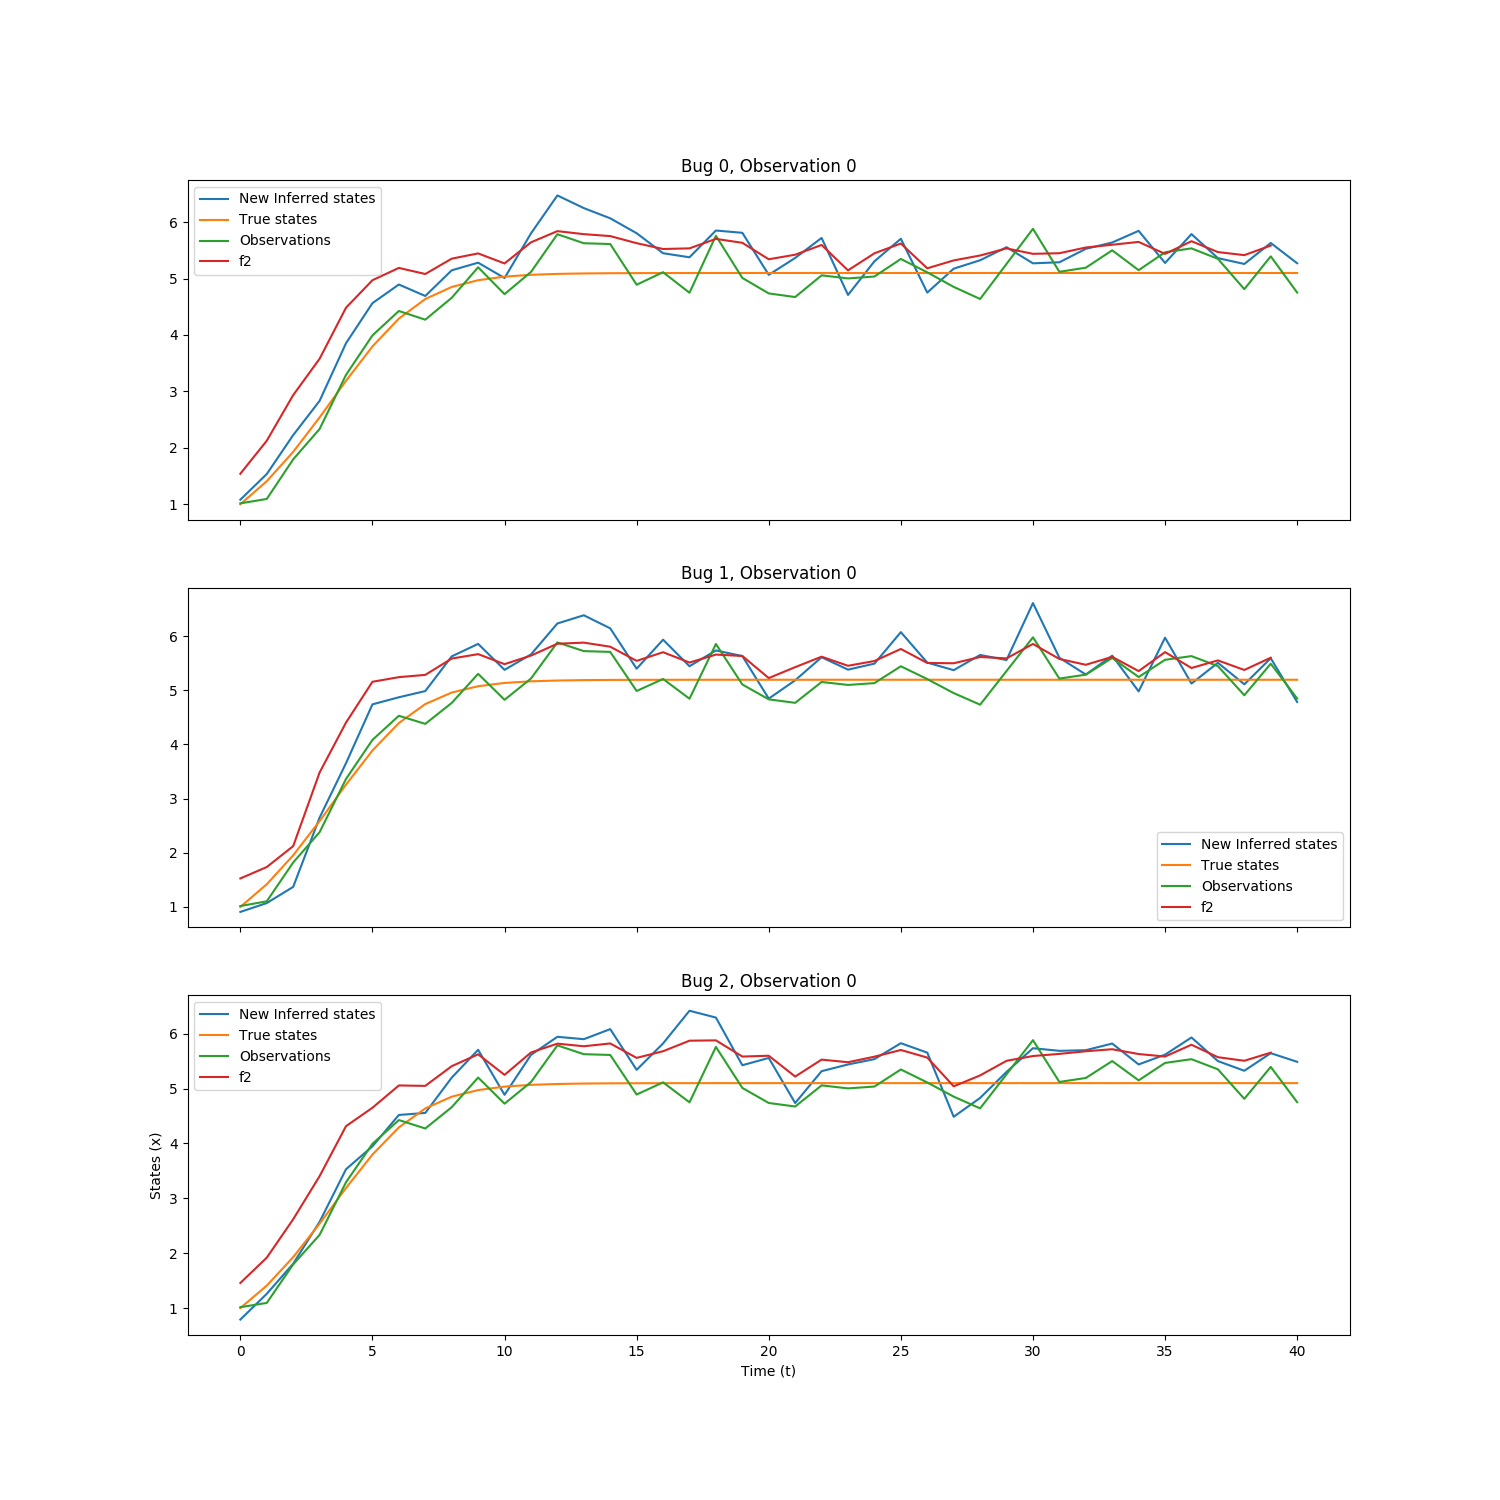 Bug 0, Observation 0
New Inferred states
True states
Observations
f2
6
5
4
3
2
1
Bug 1, Observation 0
6
5
4
3
2
1
New Inferred states
True states
Observations
f2
Bug 2, Observation 0
New Inferred states
True states
Observations
f2
6
5
4
3
2
1
States (x)
0 5 10 15 20 25 30 35 40
Time (t)